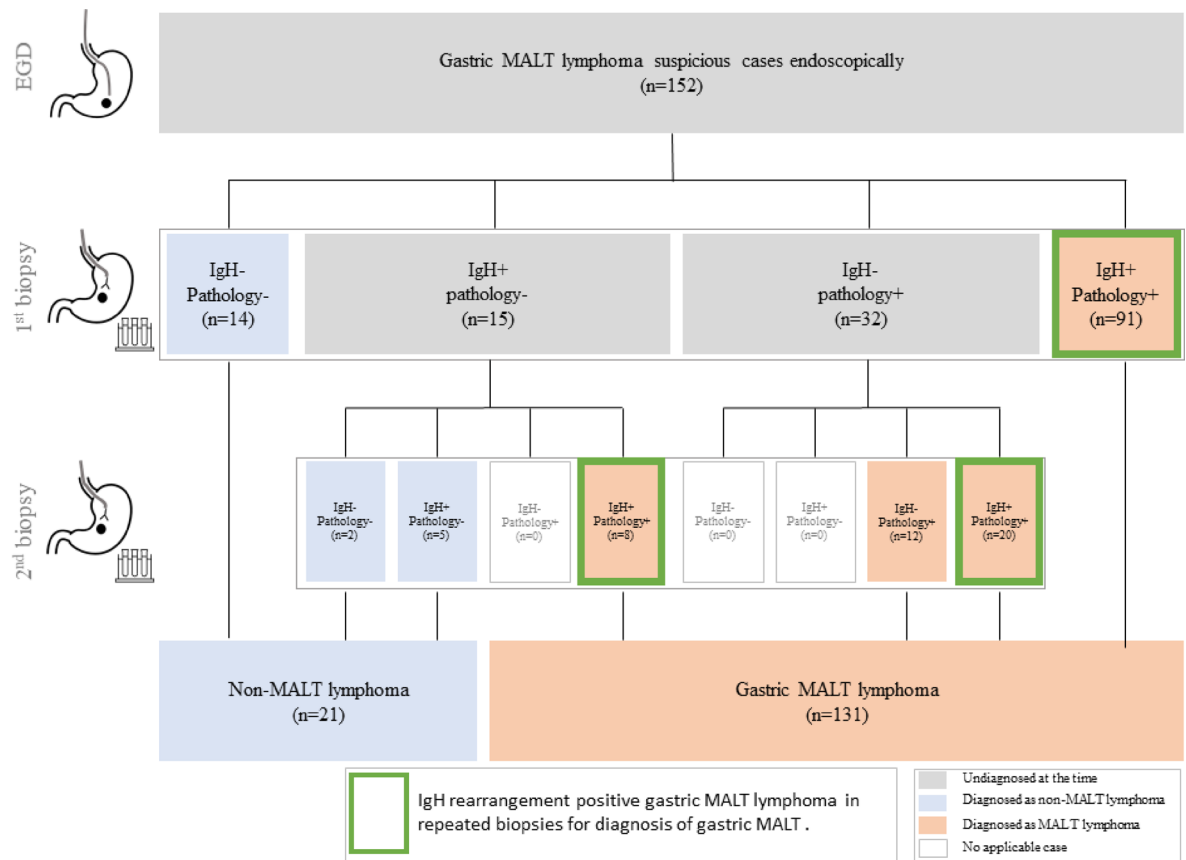 EGD
Gastric MALT lymphoma suspicious cases endoscopically
(n=152)
1st biopsy
IgH-
Pathology-
(n=14)
IgH+
pathology-
(n=15)
IgH-
pathology+
(n=32)
IgH+
Pathology+
(n=91)
2nd biopsy
IgH-
Pathology-
(n=2)
IgH+
Pathology-
(n=5)
IgH-
Pathology+
(n=0)
IgH+
Pathology+
(n=8)
IgH-
Pathology-
(n=0)
IgH+
Pathology-
(n=0)
IgH-
Pathology+
(n=12)
IgH+
Pathology+
(n=20)
Non-MALT lymphoma
(n=21)
Gastric MALT lymphoma
(n=131)
IgH rearrangement positive gastric MALT lymphoma in
repeated biopsies for diagnosis of gastric MALT .
Undiagnosed at the time
Diagnosed as non-MALT lymphoma
Diagnosed as MALT lymphoma
No applicable case